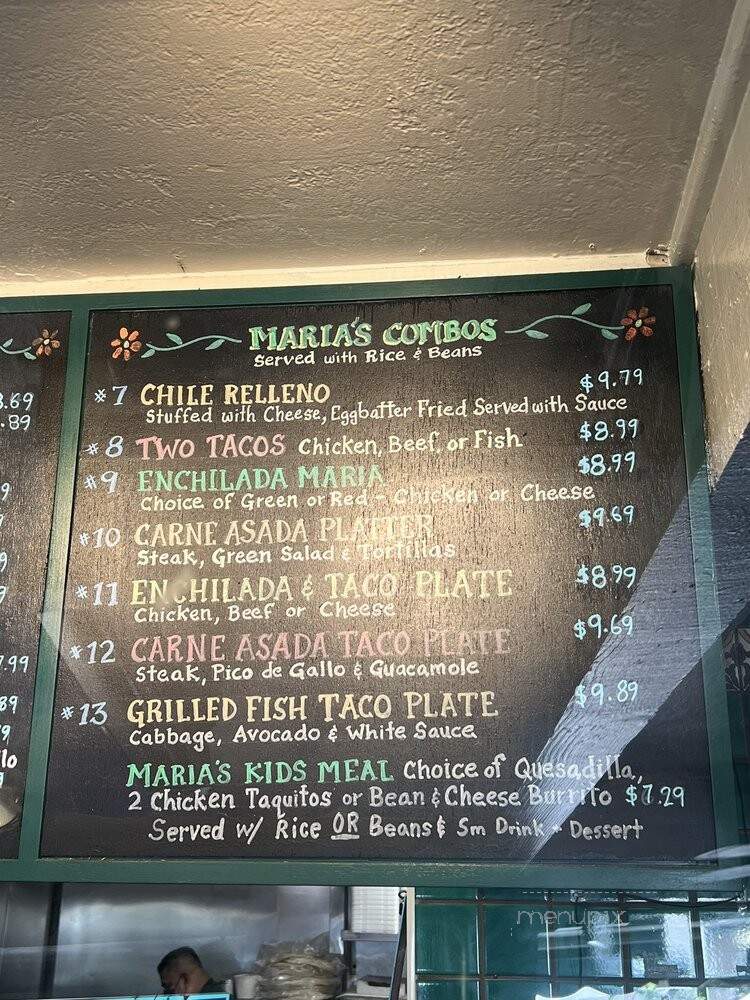 MARIA'S COMBOS
Served with Rice & Beans
#7 CHILE RELLENO $9.79
Stuffed with Cheese, Eggbatter Fried Served with Sauce
#8 TWO TACOS Chicken, Beef, or Fish $8.99
#9 ENCHILADA MARIA $8.99
Choice of Green or Red - Chicken or Cheese
#10 CARNE ASADA PLATTER $9.69
Steak, Green Salad & Tortillas
#11 ENCHILADA & TACO PLATE $8.99
Chicken, Beef or Cheese
#12 CARNE ASADA TACO PLATE $9.69
Steak, Pico de Gallo & Guacamole
#13 GRILLED FISH TACO PLATE $9.89
Cabbage, Avocado & White Sauce
MARIA'S KIDS MEAL Choice of Quesadilla,
2 Chicken Taquitos or Bean & Cheese Burrito $7.29
Served w/ Rice OR Beans & Sm Drink + Dessert
menupix